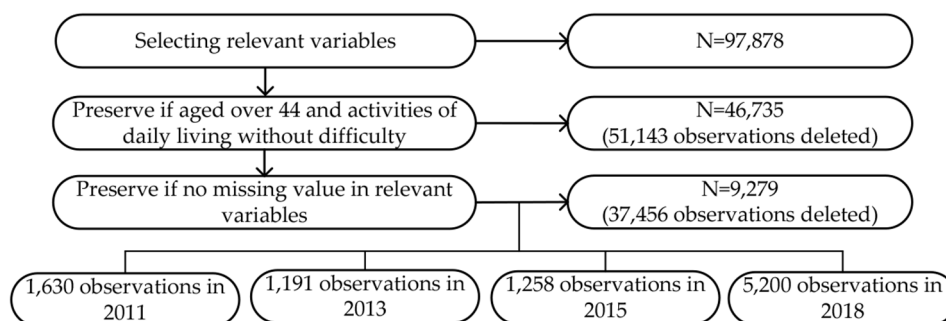 Selecting relevant variables
N=97,878
Preserve if aged over 44 and activities of
daily living without difficulty
N=46,735
(51,143 observations deleted)
Preserve if no missing value in relevant
variables
N=9,279
(37,456 observations deleted)
1,630 observations in
2011
1,191 observations in
2013
1,258 observations in
2015
5,200 observations in
2018